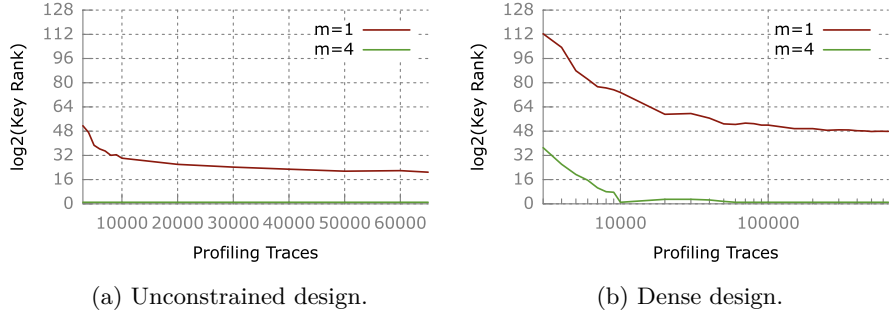 128
112
96
80
64
48
32
16
0
log2(Key Rank)
m=1
m=4
10000 20000 30000 40000 50000 60000
Profiling Traces
(a) Unconstrained design.
128
112
96
80
64
48
32
16
0
log2(Key Rank)
m=1
m=4
10000 100000
Profiling Traces
(b) Dense design.